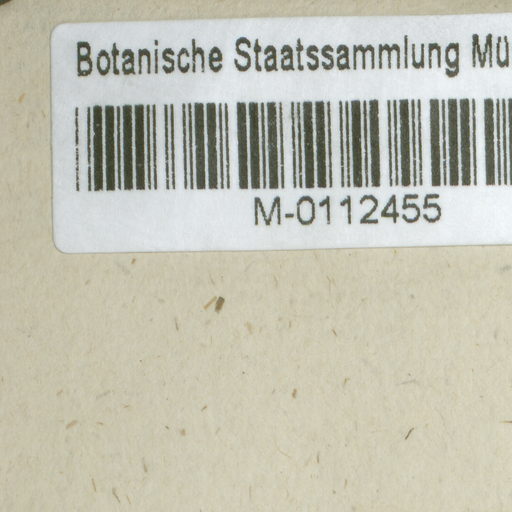 Botanische Staatssammlung Mü
M-0112455